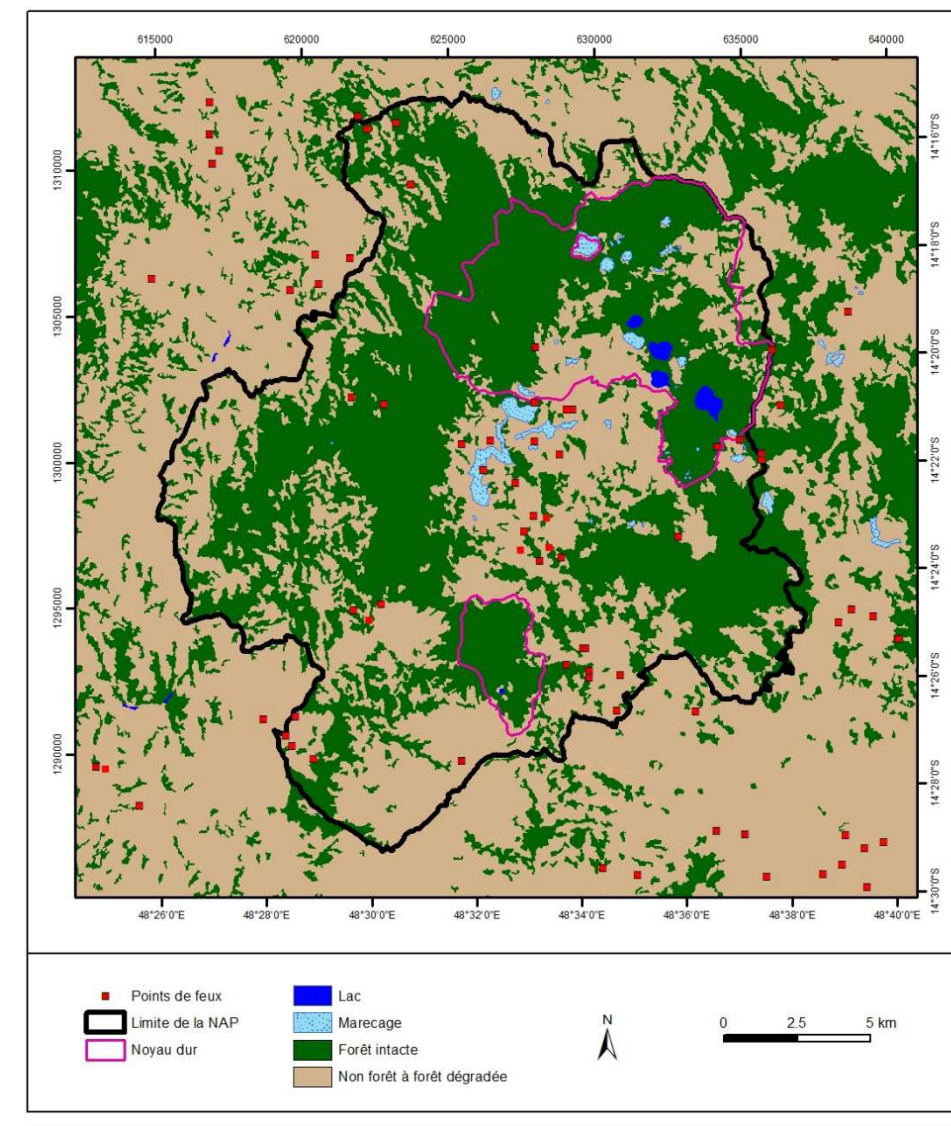 615000 620000 625000 630000 635000 640000
1310000
1305000
1300000
1295000
1290000
14°16'0"S
14°18'0"S
14°20'0"S
14°22'0"S
14°24'0"S
14°26'0"S
14°28'0"S
14°30'0"S
48°26'0"E 48°28'0"E 48°30'0"E 48°32'0"E 48°34'0"E 48°36'0"E 48°38'0"E 48°40'0"E
Points de feux
Limite de la NAP
Noyau dur
Lac
Marecage
Forêt intacte
Non forêt à forêt dégradée
N
0 2.5 5 km